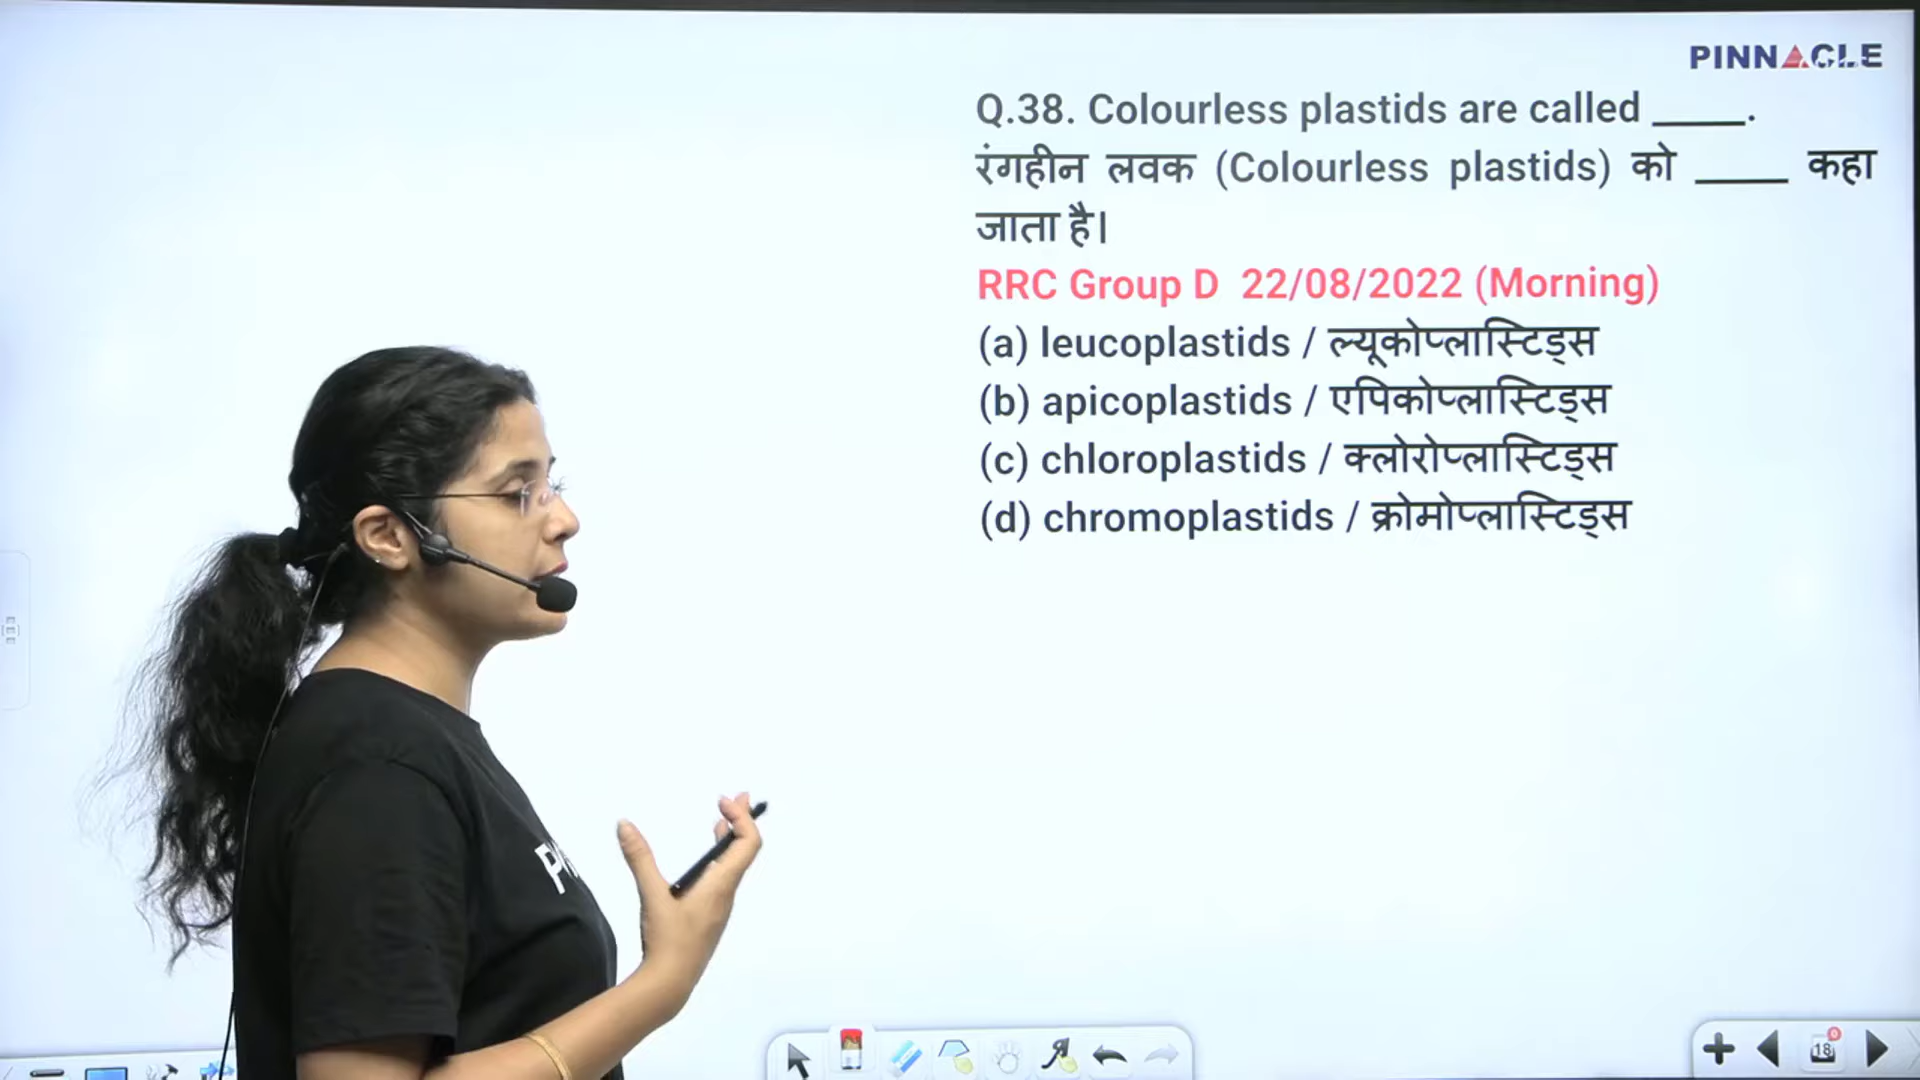 PINNACLE
Q.38. Colourless plastids are called _____.
रंगहीन लवक (Colourless plastids) को _____ कहा
जाता है।
RRC Group D 22/08/2022 (Morning)
(a) leucoplastids / ल्यूकोप्लास्टिड्स
(b) apicoplastids / एपिकोप्लास्टिड्स
(c) chloroplastids / क्लोरोप्लास्टिड्स
(d) chromoplastids / क्रोमोप्लास्टिड्स
18